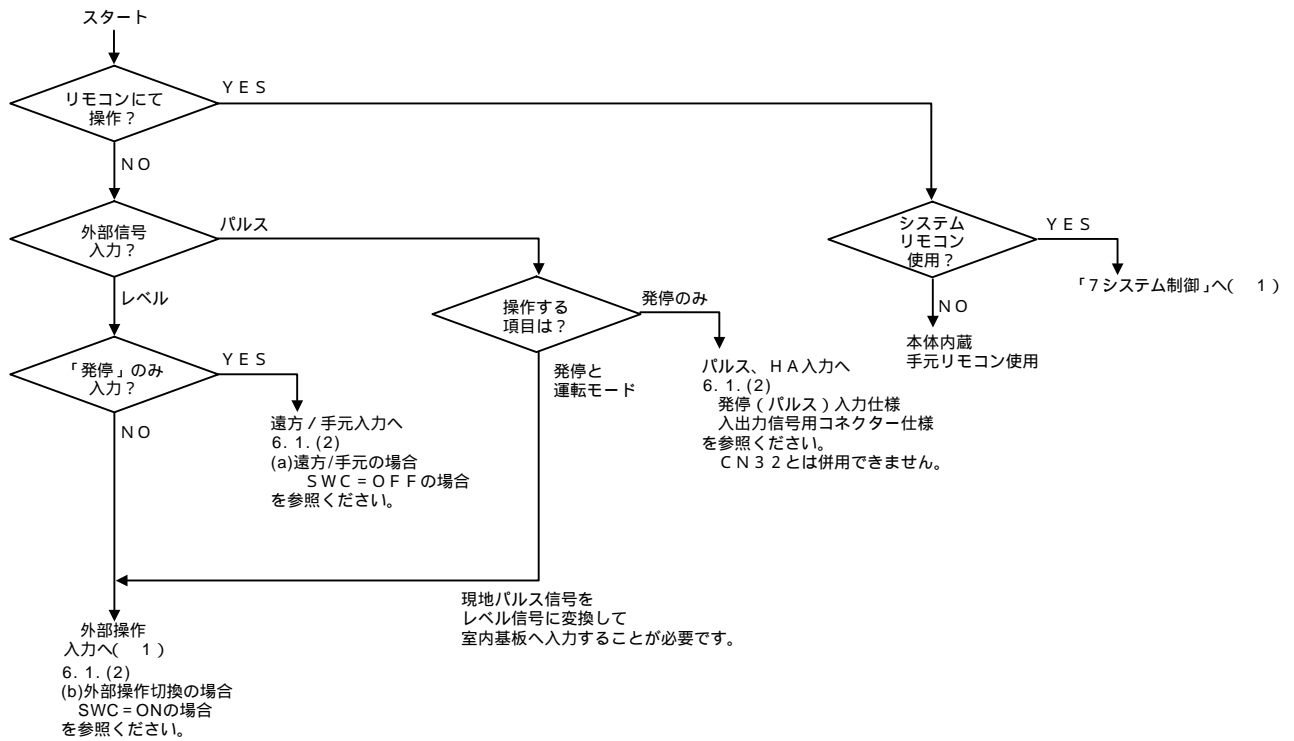 スタート
リモコンにて
操作？
ＹＥＳ
ＮＯ
外部信号
入力？
パルス
レベル
システム
リモコン
使用？
ＹＥＳ
「７システム制御」へ(　１)
ＮＯ
本体内蔵
手元リモコン使用
操作する
項目は？
発停のみ
発停と
運転モード
パルス、ＨＡ入力へ
6. 1. (2)
発停（パルス）入力仕様
入出力信号用コネクター仕様
を参照ください。
ＣＮ３２とは併用できません。
「発停」のみ
入力？
ＹＥＳ
ＮＯ
遠方／手元入力へ
6. 1. (2)
(a)遠方/手元の場合
ＳＷＣ＝ＯＦＦの場合
を参照ください。
現地パルス信号を
レベル信号に変換して
室内基板へ入力することが必要です。
外部操作
入力へ(　１)
6. 1. (2)
(b)外部操作切換の場合
SWC＝ONの場合
を参照ください。